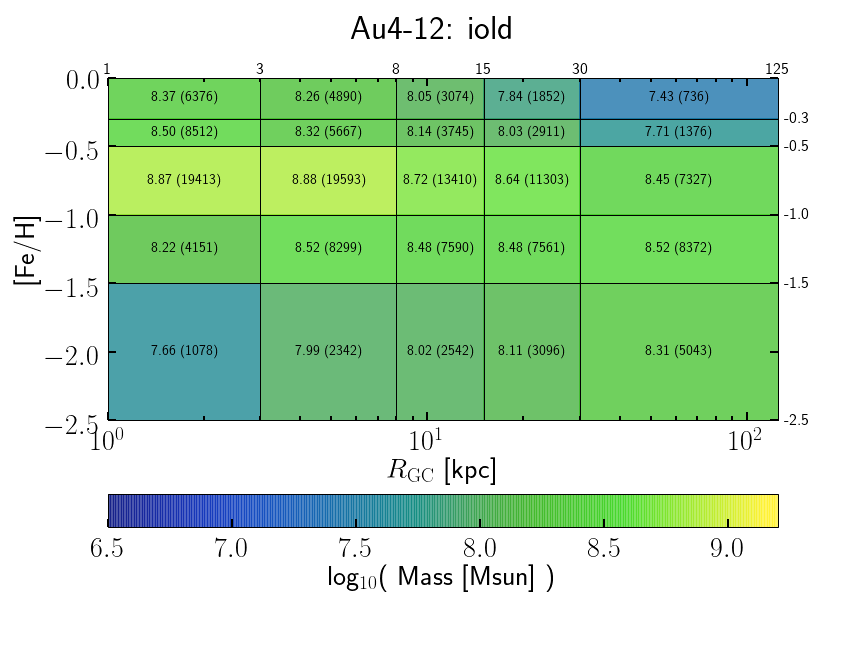 Au4-12: iold
1 3 8 15 30 125
0.0 8.37 (6376) 8.26 (4890) 8.05 (3074) 7.84 (1852) 7.43 (736)
-0.3
8.50 (8512) 8.32 (5667) 8.14 (3745) 8.03 (2911) 7.71 (1376)
−0.5 -0.5
8.87 (19413) 8.88 (19593) 8.72 (13410) 8.64 (11303) 8.45 (7327)
−1.0 -1.0
[Fe/H]
8.22 (4151) 8.52 (8299) 8.48 (7590) 8.48 (7561) 8.52 (8372)
−1.5 -1.5
7.66 (1078) 7.99 (2342) 8.02 (2542) 8.11 (3096) 8.31 (5043)
−2.0
−2.5 -2.5
10⁰ 10¹ 10²
R_GC [kpc]
6.5 7.0 7.5 8.0 8.5 9.0
log₁₀( Mass [Msun] )